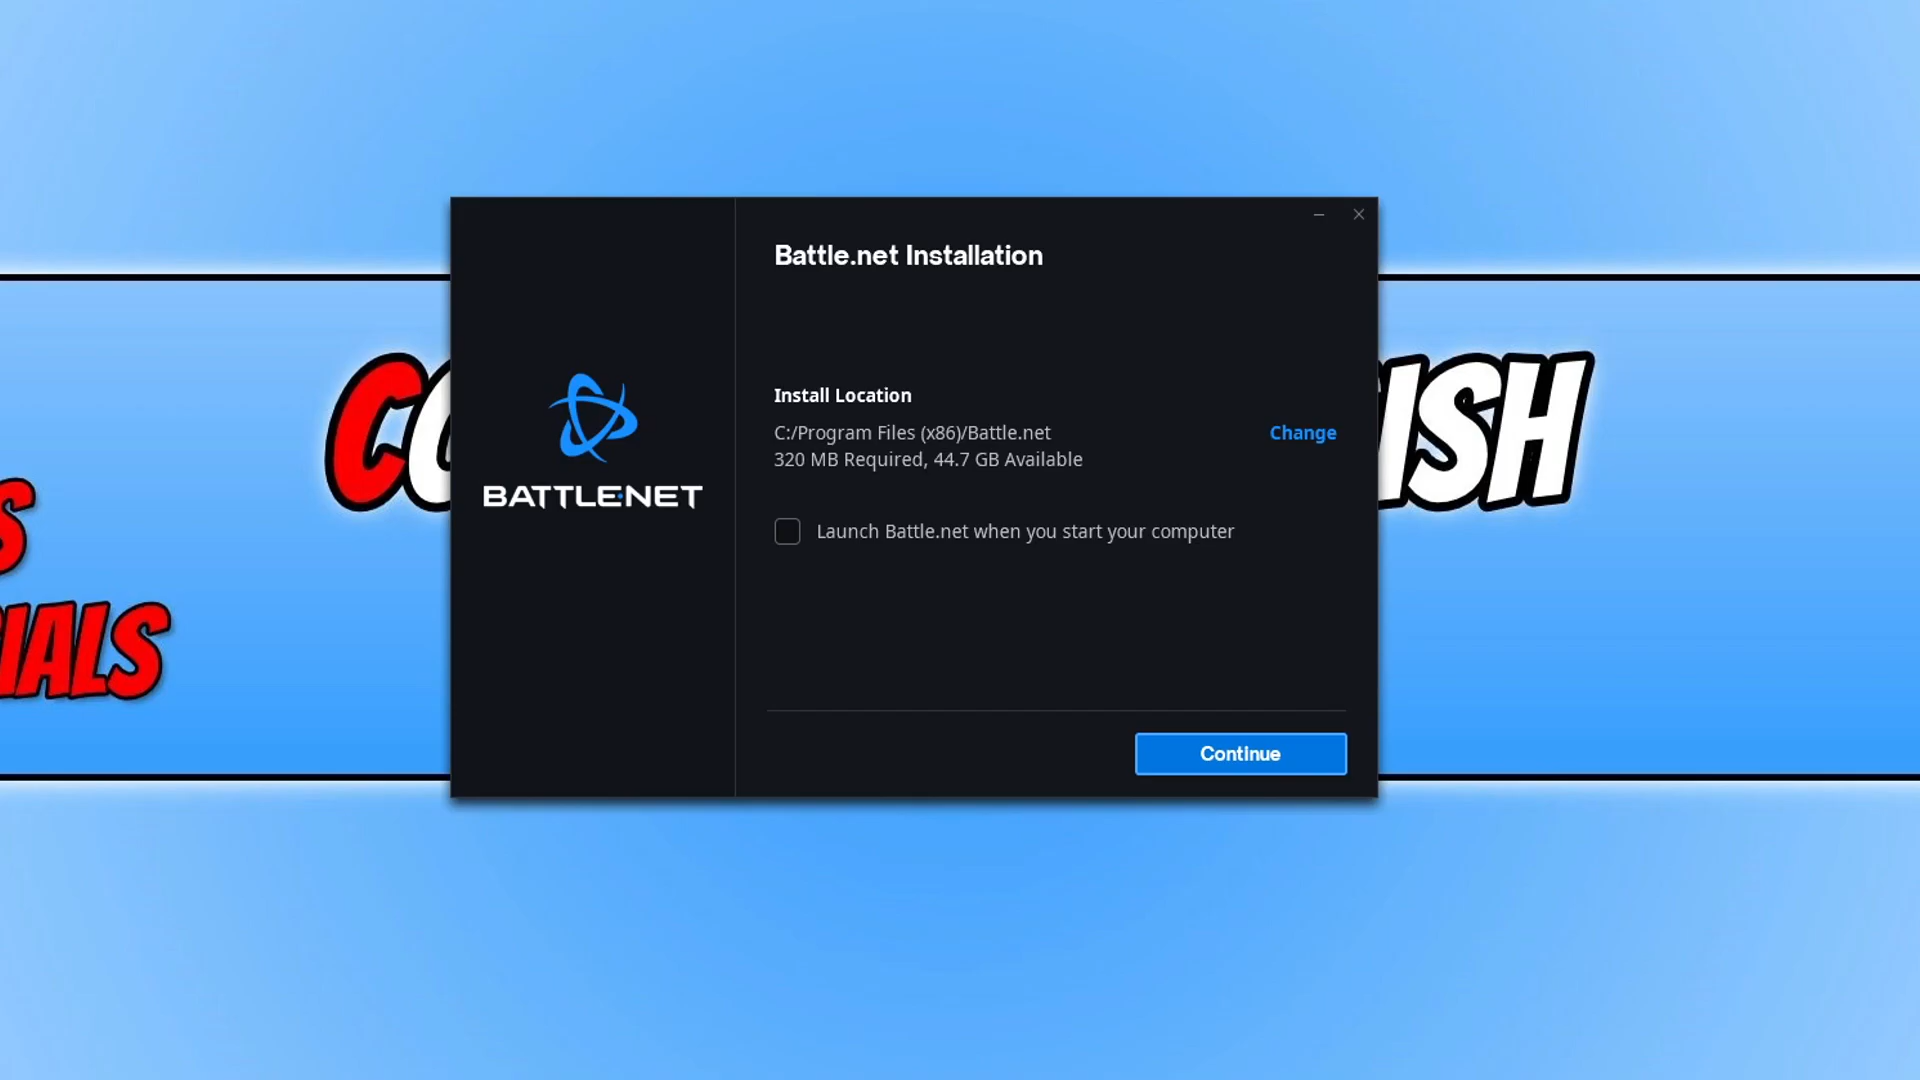 Battle.net Installation
Install Location
C:/Program Files (x86)/Battle.net
Change
320 MB Required, 44.7 GB Available
BATTLE.NET
Launch Battle.net when you start your computer
Continue